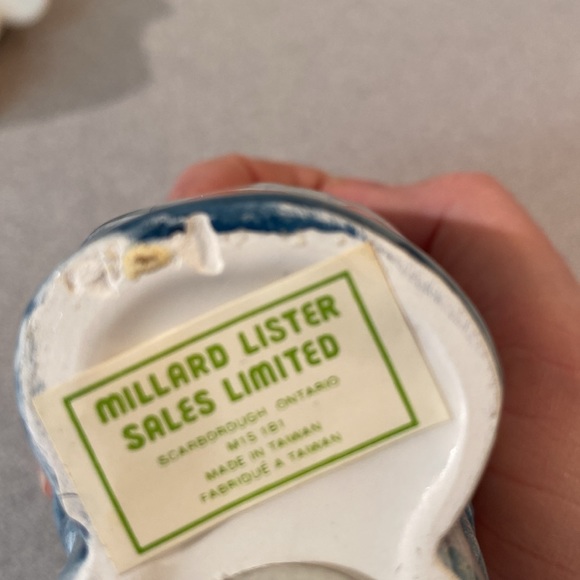 MILLARD LISTER
SALES LIMITED
SCARBOROUGH ONTARIO
M1S 1B1
MADE IN TAIWAN
FABRIQUÉ À TAIWAN